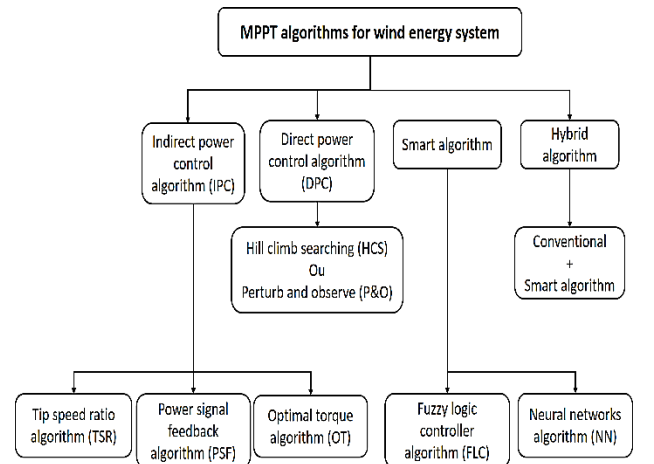 MPPT algorithms for wind energy system
Indirect power
control
algorithm (IPC)
Direct power
control algorithm
(DPC)
Smart algorithm
Hybrid
algorithm
Hill climb searching (HCS)
Ou
Perturb and observe (P&O)
Conventional
+
Smart algorithm
Tip speed ratio
algorithm (TSR)
Power signal
feedback
algorithm (PSF)
Optimal torque
algorithm (OT)
Fuzzy logic
controller
algorithm (FLC)
Neural networks
algorithm (NN)